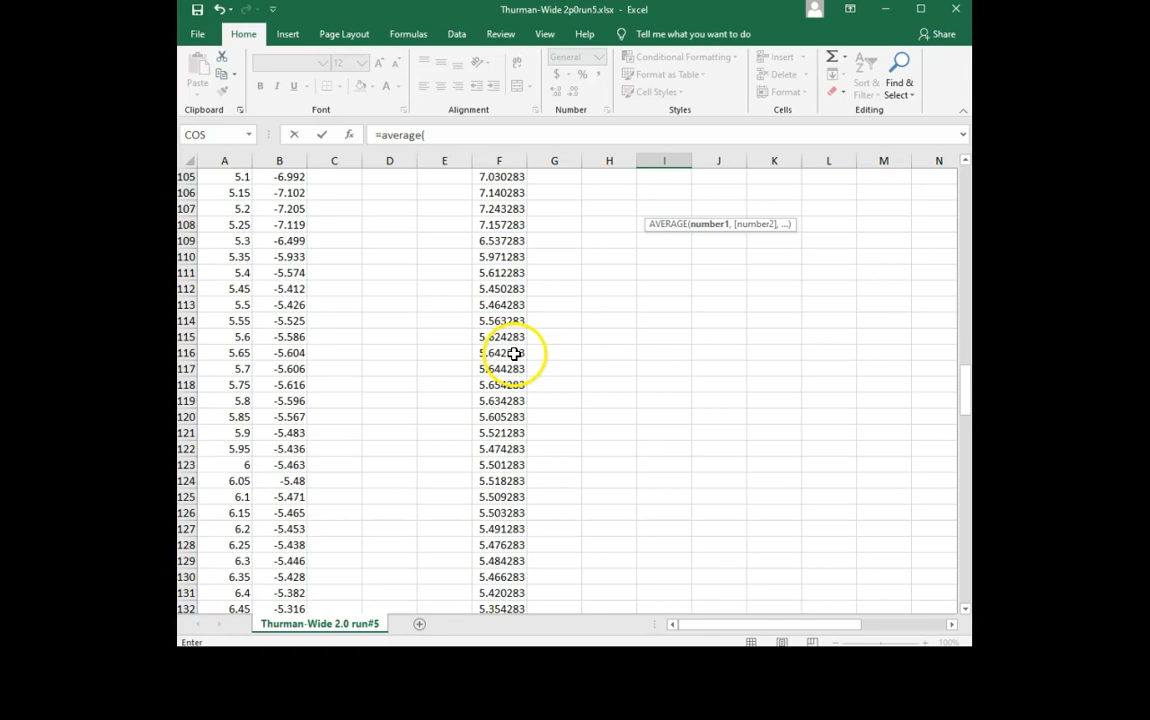 Thurman-Wide 2p0run5.xlsx - Excel
File Home Insert Page Layout Formulas Data Review View Help Tell me what you want to do Share
12 General Conditional Formatting Insert Sort & Find &
Paste $ % Format as Table Delete Filter Select
B I U Cell Styles Format
Clipboard Font Alignment Number Styles Cells Editing
COS fx =average(
A B C D E F G H I J K L M N
105 5.1 -6.992 7.030283
106 5.15 -7.102 7.140283
107 5.2 -7.205 7.243283
108 5.25 -7.119 7.157283 AVERAGE(number1, [number2], ...)
109 5.3 -6.499 6.537283
110 5.35 -5.933 5.971283
111 5.4 -5.574 5.612283
112 5.45 -5.412 5.450283
113 5.5 -5.426 5.464283
114 5.55 -5.525 5.563283
115 5.6 -5.586 5.624283
116 5.65 -5.604
117 5.7 -5.606 5.644283
118 5.75 -5.616 5.654283
119 5.8 -5.596 5.634283
120 5.85 -5.567 5.605283
121 5.9 -5.483 5.521283
122 5.95 -5.436 5.474283
123 6 -5.463 5.501283
124 6.05 -5.48 5.518283
125 6.1 -5.471 5.509283
126 6.15 -5.465 5.503283
127 6.2 -5.453 5.491283
128 6.25 -5.438 5.476283
129 6.3 -5.446 5.484283
130 6.35 -5.428 5.466283
131 6.4 -5.382 5.420283
132 6.45 -5.316 5.354283
Thurman-Wide 2.0 run#5
Enter 100%